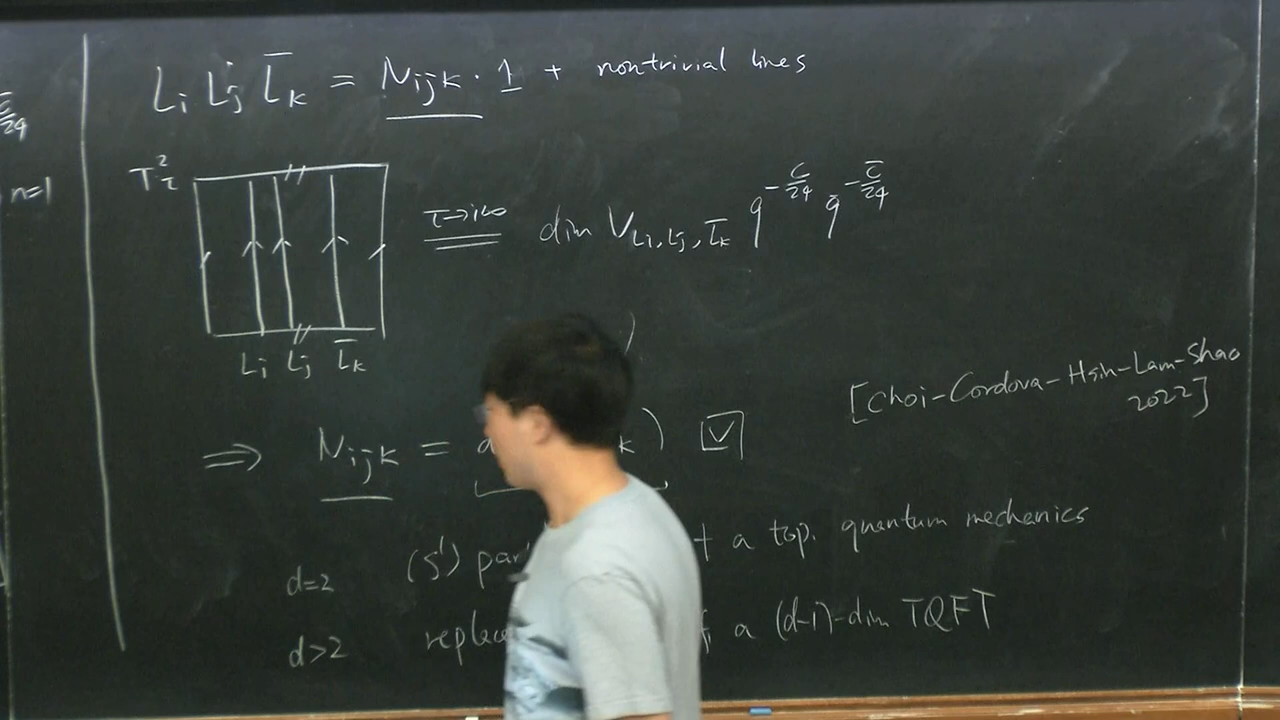 c̄/24
n=1
L_i L_j L̄_k = N_ijk · 1 + nontrivial lines
T²_τ
τ→i∞ dim V_{L_i, L_j, L̄_k} q^{-c/24} q̄^{-c̄/24}
L_i L_j L̄_k
[Choi-Cordova-Hsin-Lam-Shao
2022]
⇒ N_ijk = k) ☑
d=2 (S¹) par a top. quantum mechanics
d>2 replace a (d-1)-dim TQFT